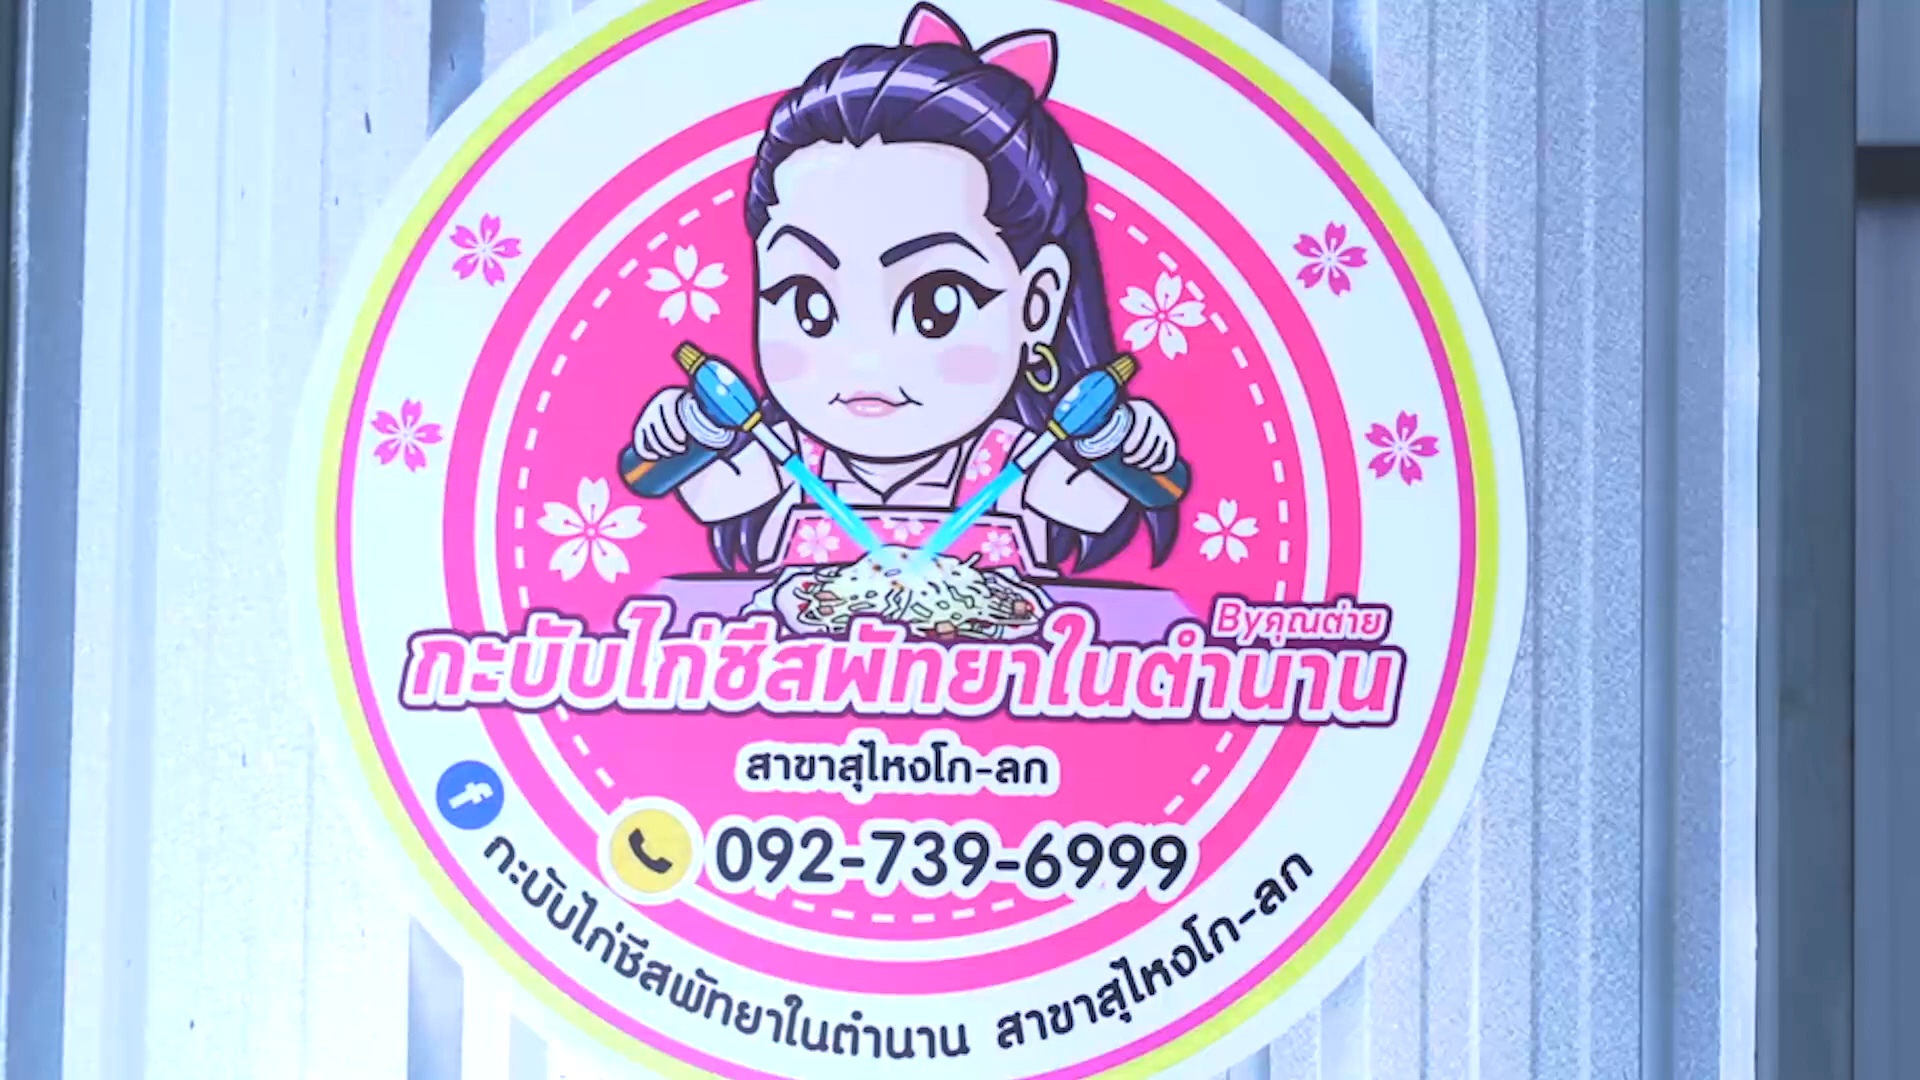 Byคุณต่าย
กะบับไก่ชีสพัทยาในตำนาน
สาขาสุไหงโก-ลก
092-739-6999
กะบับไก่ชีสพัทยาในตำนาน สาขาสุไหงโก-ลก